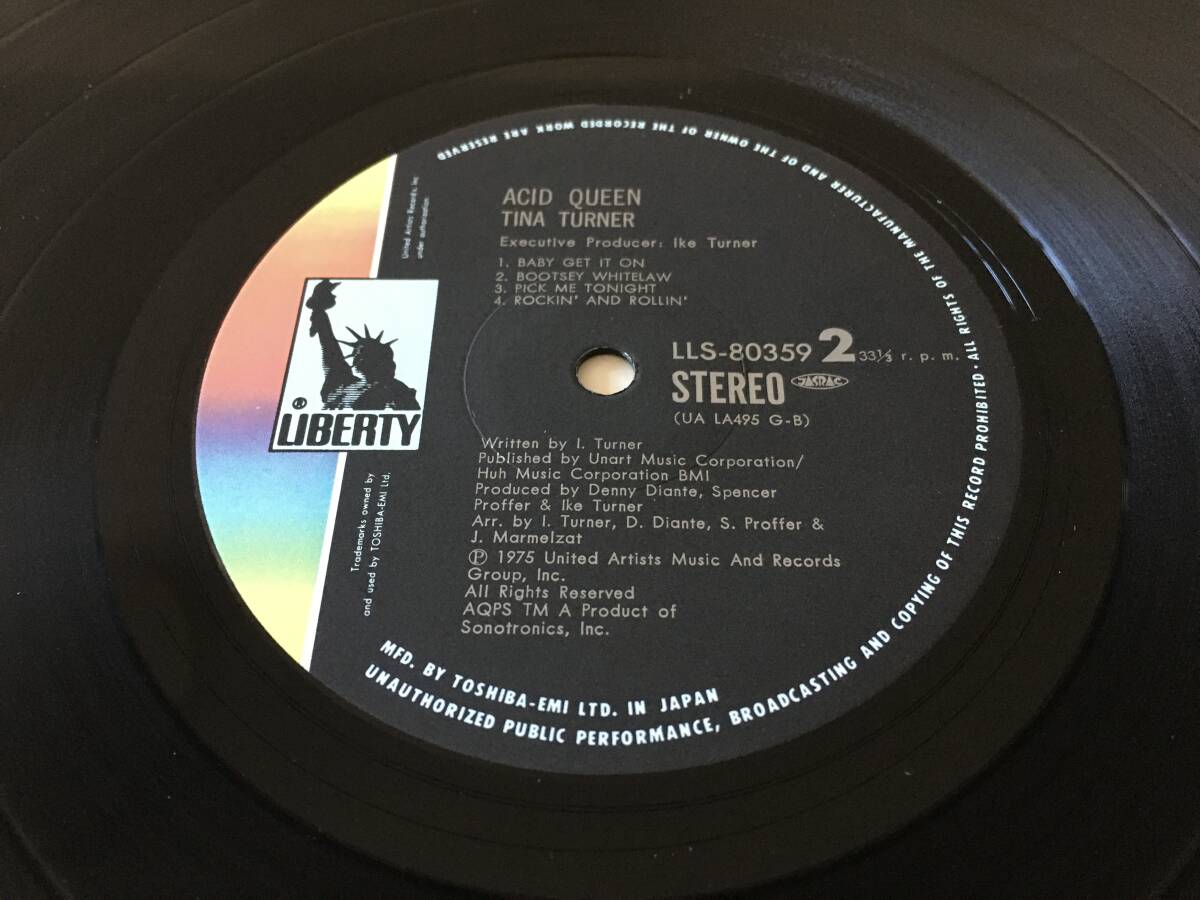 ACID QUEEN
TINA TURNER
Executive Producer: Ike Turner
1. BABY GET IT ON
2. BOOTSEY WHITELAW
3. PICK ME TONIGHT
4. ROCKIN' AND ROLLIN'
LLS-80359 2 33⅓ r. p. m.
STEREO JASRAC
(UA LA495 G-B)
Written by I. Turner
Published by Unart Music Corporation/
Huh Music Corporation BMI
Produced by Denny Diante, Spencer
Proffer & Ike Turner
Arr. by I. Turner, D. Diante, S. Proffer &
J. Marmelzat
Ⓟ 1975 United Artists Music And Records
Group, Inc.
All Rights Reserved
AQPS TM A Product of
Sonotronics, Inc.
United Artists Records, Inc
under authorization
® LIBERTY
Trademarks owned by
and used by TOSHIBA-EMI Ltd.
MFD. BY TOSHIBA-EMI LTD. IN JAPAN
UNAUTHORIZED PUBLIC PERFORMANCE, BROADCASTING AND COPYING OF THIS RECORD PROHIBITED · ALL RIGHTS OF THE MANUFACTURER AND OF THE OWNER OF THE RECORDED WORK ARE RESERVED